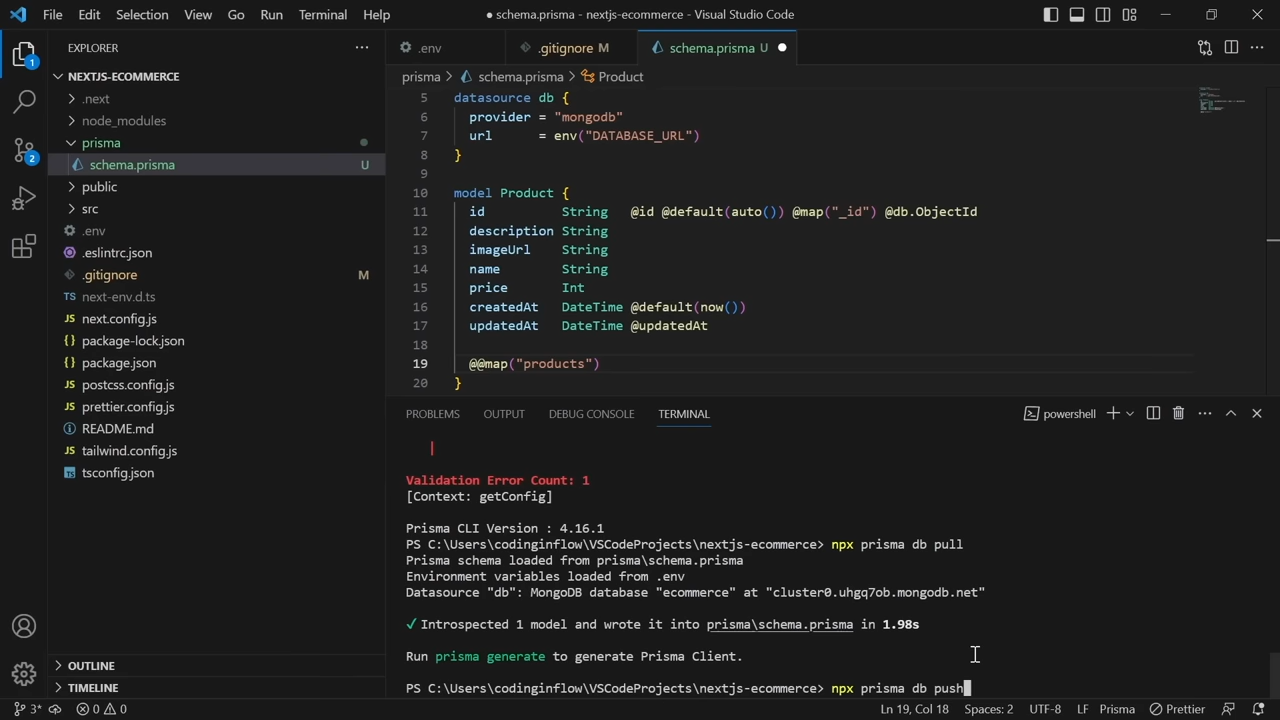 File Edit Selection View Go Run Terminal Help
● schema.prisma - nextjs-ecommerce - Visual Studio Code
EXPLORER
NEXTJS-ECOMMERCE
.next
node_modules
prisma
schema.prisma U
public
src
.env
.eslintrc.json
.gitignore M
TS next-env.d.ts
JS next.config.js
{} package-lock.json
{} package.json
JS postcss.config.js
JS prettier.config.js
README.md
JS tailwind.config.js
TS tsconfig.json
OUTLINE
TIMELINE
1
2
.env
.gitignore M
schema.prisma U ●
prisma > schema.prisma > Product
5 datasource db {
6 provider = "mongodb"
7 url = env("DATABASE_URL")
8 }
9
10 model Product {
11 id String @id @default(auto()) @map("_id") @db.ObjectId
12 description String
13 imageUrl String
14 name String
15 price Int
16 createdAt DateTime @default(now())
17 updatedAt DateTime @updatedAt
18
19 @@map("products")
20 }
PROBLEMS OUTPUT DEBUG CONSOLE TERMINAL
powershell
|
Validation Error Count: 1
[Context: getConfig]
Prisma CLI Version : 4.16.1
PS C:\Users\codinginflow\VSCodeProjects\nextjs-ecommerce> npx prisma db pull
Prisma schema loaded from prisma\schema.prisma
Environment variables loaded from .env
Datasource "db": MongoDB database "ecommerce" at "cluster0.uhgq7ob.mongodb.net"
✓ Introspected 1 model and wrote it into prisma\schema.prisma in 1.98s
Run prisma generate to generate Prisma Client.
PS C:\Users\codinginflow\VSCodeProjects\nextjs-ecommerce> npx prisma db push
3* 0 0
Ln 19, Col 18 Spaces: 2 UTF-8 LF Prisma Prettier